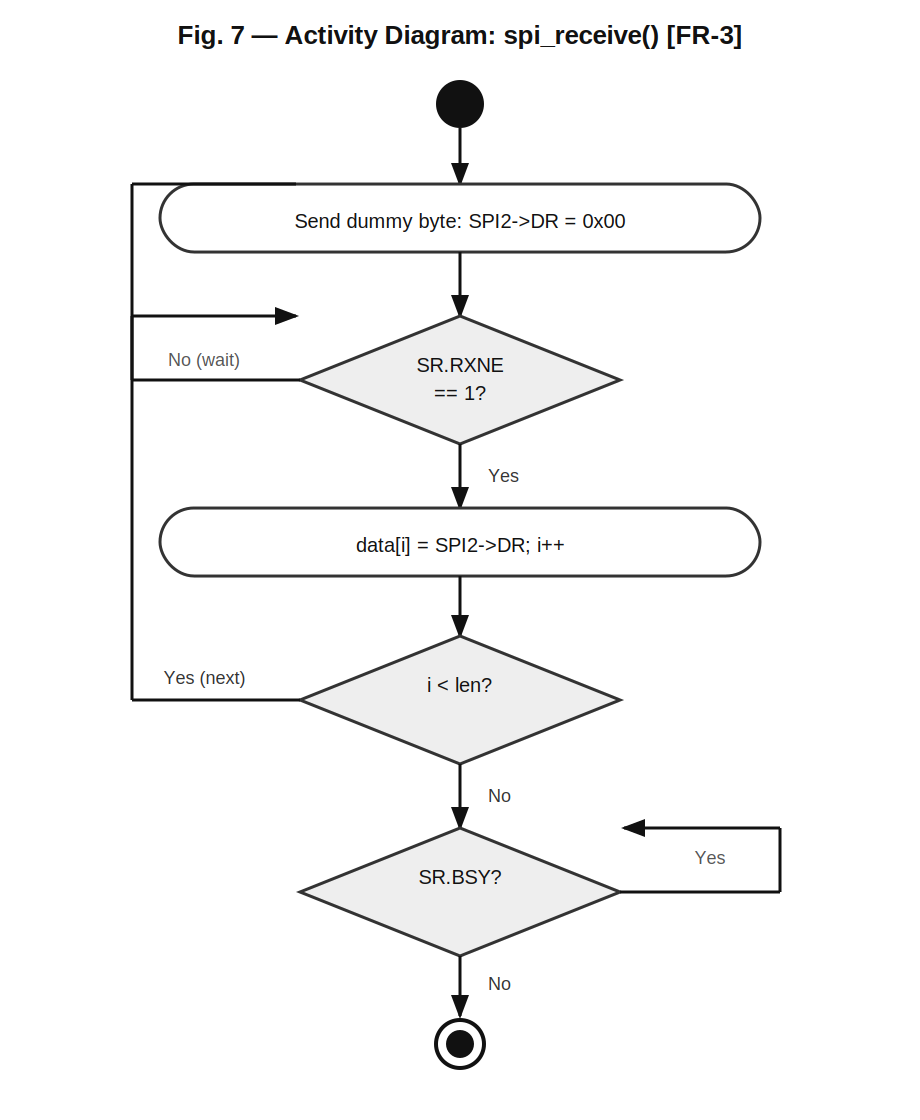 Fig. 7 — Activity Diagram: spi_receive() [FR-3]
Send dummy byte: SPI2->DR = 0x00
SR.RXNE
== 1?
No (wait)
Yes
data[i] = SPI2->DR; i++
i < len?
Yes (next)
No
SR.BSY?
Yes
No